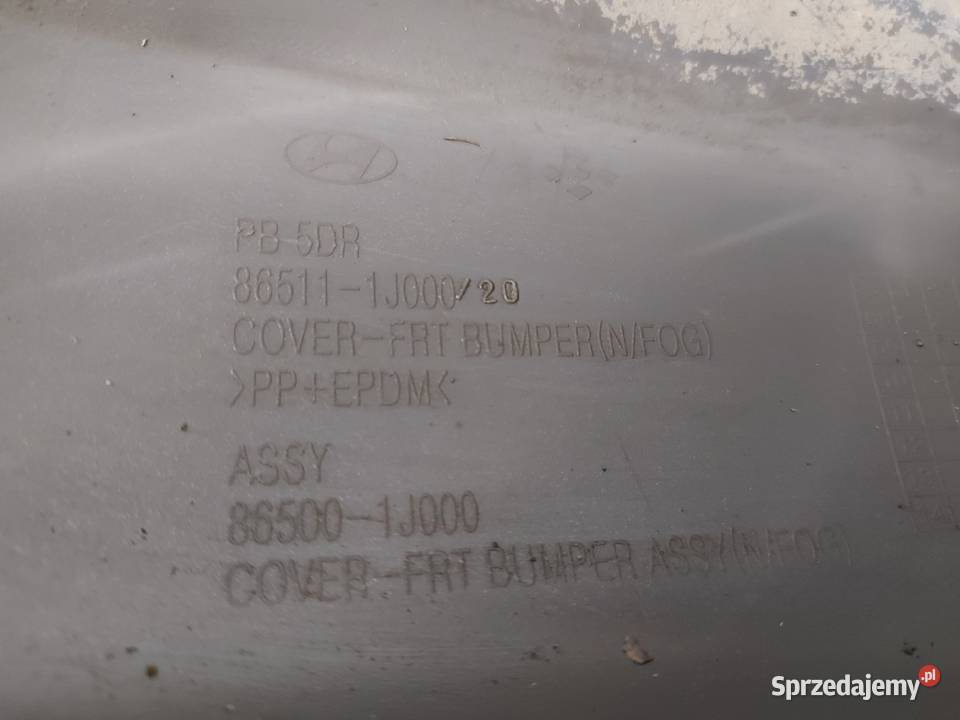 PB 5DR
86511-1J000/20
COVER-FRT BUMPER(N/FOG)
>PP+EPDM<
ASSY
86500-1J000
COVER-FRT BUMPER ASSY(N/FOG)
Sprzedajemy.pl